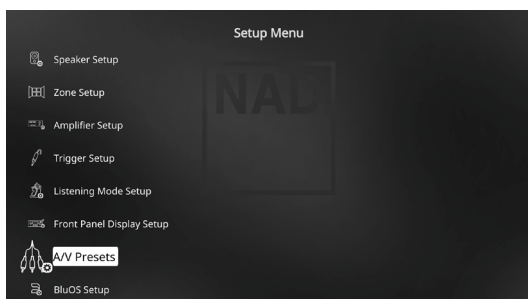 Setup Menu
NAD
Speaker Setup
Zone Setup
Amplifier Setup
Trigger Setup
Listening Mode Setup
Front Panel Display Setup
A/V Presets
BluOS Setup